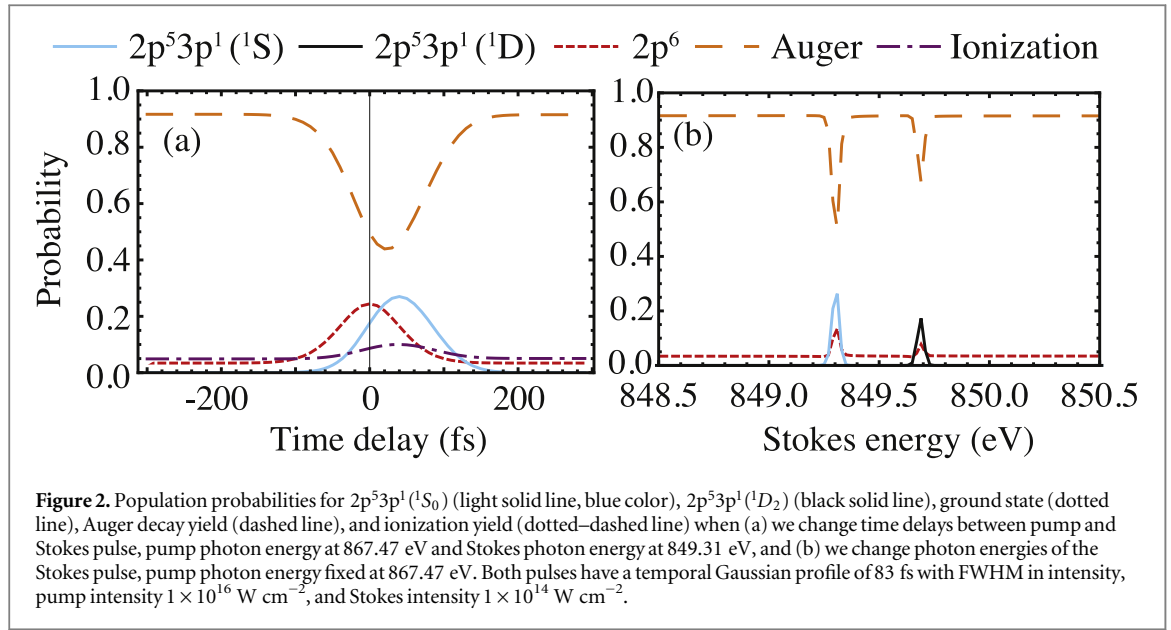 2p⁵3p¹(¹S) 2p⁵3p¹(¹D) 2p⁶ Auger Ionization
1.0 0.8 0.6 0.4 0.2 0.0
Probability
(a)
-200 0 200
Time delay (fs)
1.0 0.8 0.6 0.4 0.2 0.0
(b)
848.5 849.0 849.5 850.0 850.5
Stokes energy (eV)
Figure 2. Population probabilities for 2p⁵3p¹(¹S₀) (light solid line, blue color), 2p⁵3p¹(¹D₂) (black solid line), ground state (dotted
line), Auger decay yield (dashed line), and ionization yield (dotted–dashed line) when (a) we change time delays between pump and
Stokes pulse, pump photon energy at 867.47 eV and Stokes photon energy at 849.31 eV, and (b) we change photon energies of the
Stokes pulse, pump photon energy fixed at 867.47 eV. Both pulses have a temporal Gaussian profile of 83 fs with FWHM in intensity,
pump intensity 1 × 10¹⁶ W cm⁻², and Stokes intensity 1 × 10¹⁴ W cm⁻².